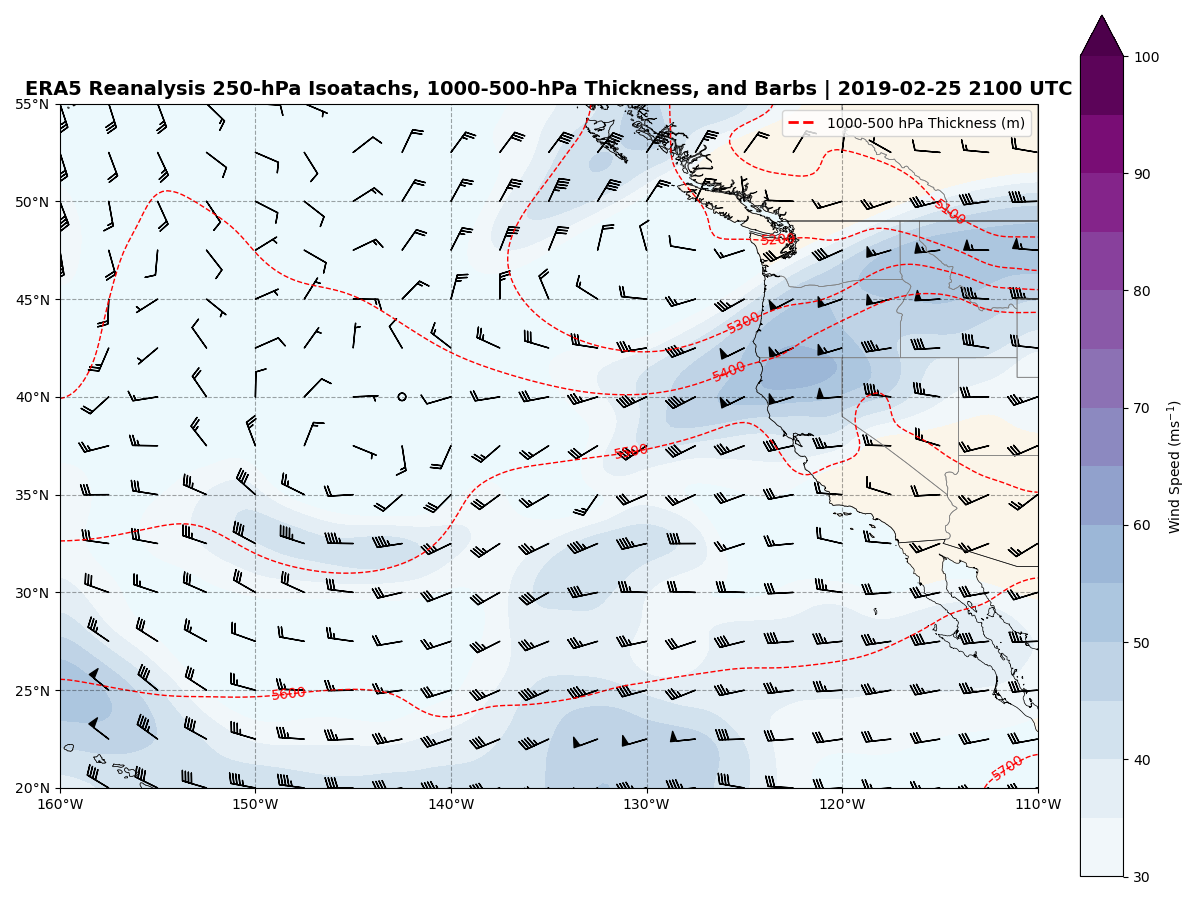 ERA5 Reanalysis 250-hPa Isoatachs, 1000-500-hPa Thickness, and Barbs | 2019-02-25 2100 UTC
1000-500 hPa Thickness (m)
55°N
50°N
45°N
40°N
35°N
30°N
25°N
20°N
160°W
150°W
140°W
130°W
120°W
110°W
5100
5200
5300
5400
5500
5600
5700
100
90
80
70
60
50
40
30
Wind Speed (ms⁻¹)